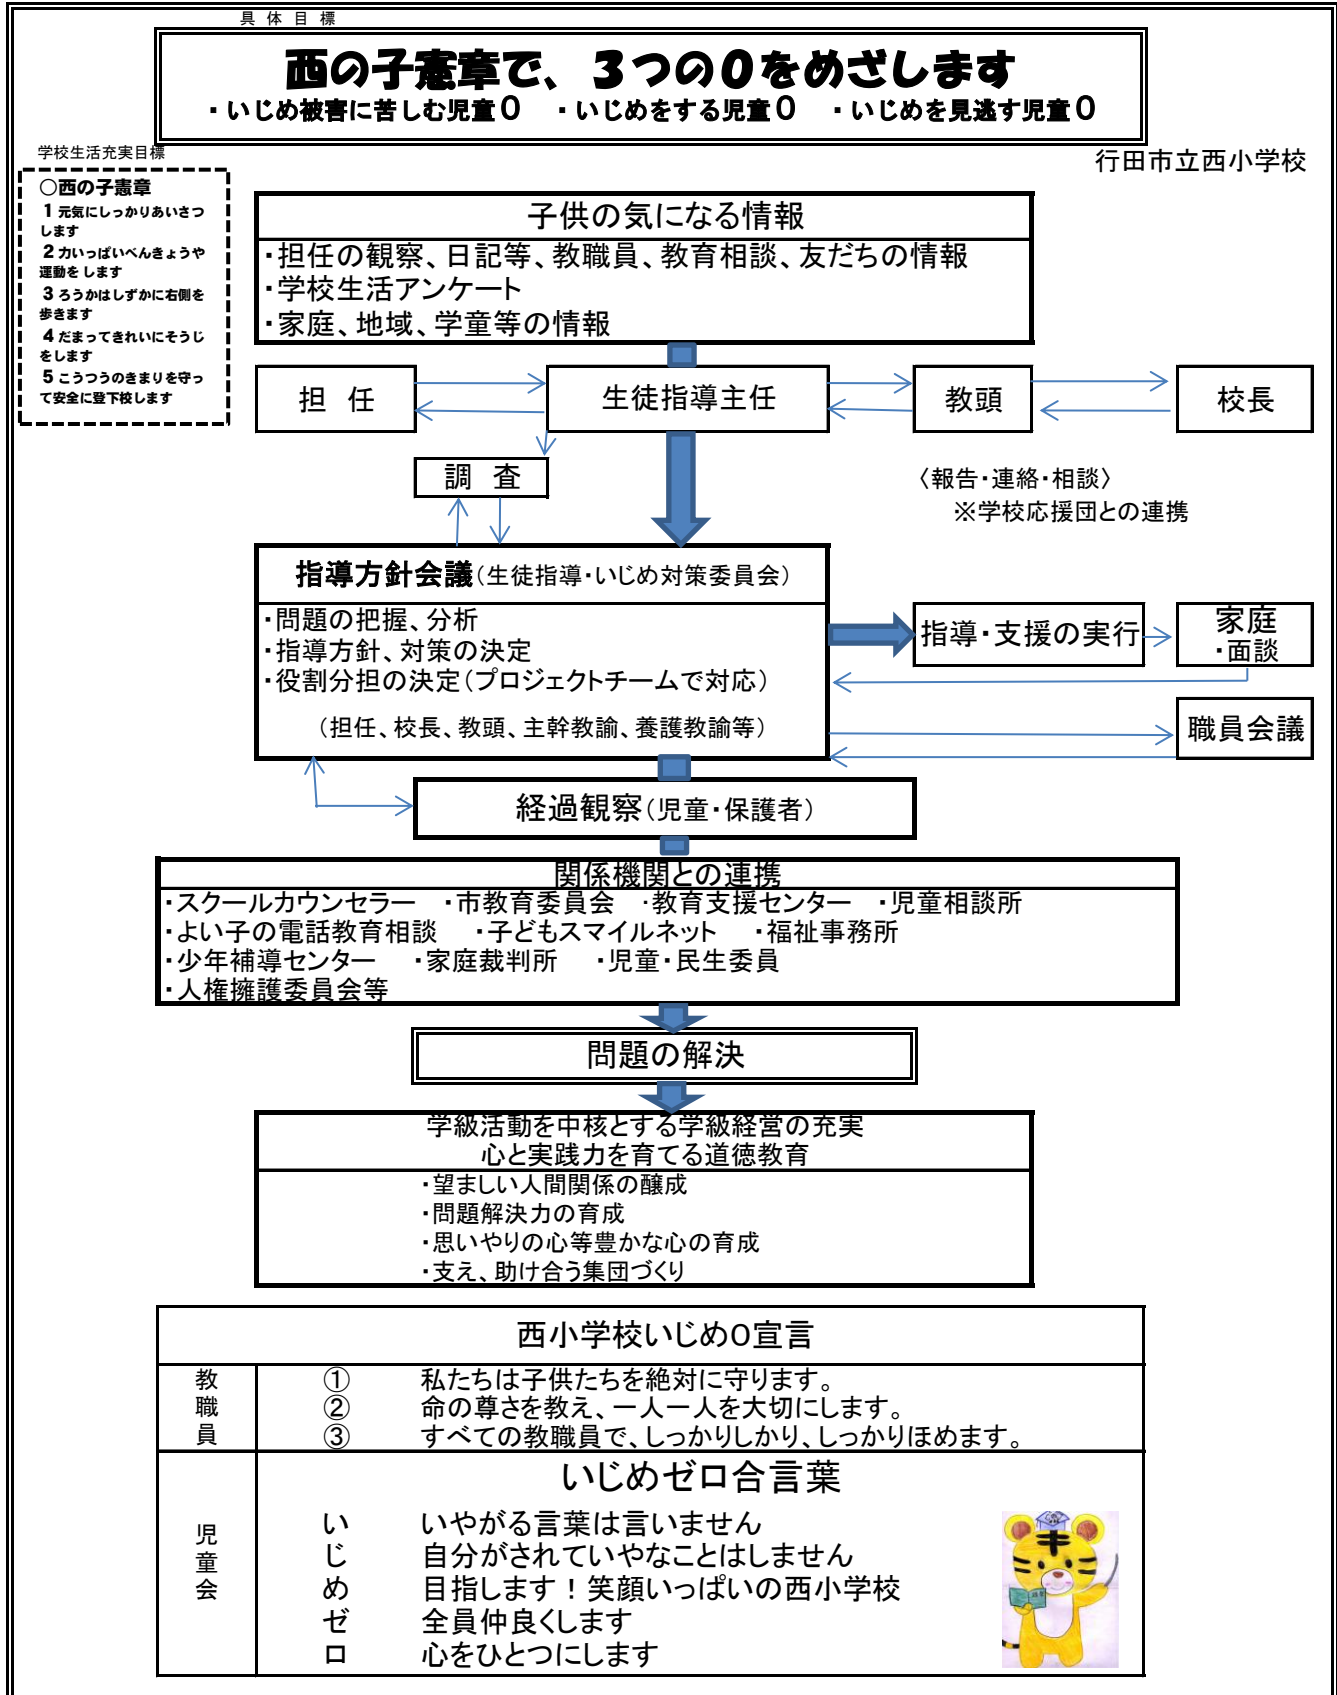 具体目標
西の子憲章で、３つの０をめざします
・いじめ被害に苦しむ児童０　・いじめをする児童０　・いじめを見逃す児童０
学校生活充実目標
行田市立西小学校
○西の子憲章
１ 元気にしっかりあいさつ
します
２ 力いっぱいべんきょうや
運動をします
３ ろうかはしずかに右側を
歩きます
４ だまってきれいにそうじ
をします
５ こうつうのきまりを守っ
て安全に登下校します
子供の気になる情報
・担任の観察、日記等、教職員、教育相談、友だちの情報
・学校生活アンケート
・家庭、地域、学童等の情報
担　任
生徒指導主任
教頭
校長
調　査
〈報告・連絡・相談〉
※学校応援団との連携
指導方針会議（生徒指導・いじめ対策委員会）
・問題の把握、分析
・指導方針、対策の決定
・役割分担の決定（プロジェクトチームで対応）
（担任、校長、教頭、主幹教諭、養護教諭等）
指導・支援の実行
家庭
・面談
職員会議
経過観察（児童・保護者）
関係機関との連携
・スクールカウンセラー　・市教育委員会　・教育支援センター　・児童相談所
・よい子の電話教育相談　・子どもスマイルネット　・福祉事務所
・少年補導センター　・家庭裁判所　・児童・民生委員
・人権擁護委員会等
問題の解決
学級活動を中核とする学級経営の充実
心と実践力を育てる道徳教育
・望ましい人間関係の醸成
・問題解決力の育成
・思いやりの心等豊かな心の育成
・支え、助け合う集団づくり
西小学校いじめ0宣言
教職員
①　私たちは子供たちを絶対に守ります。
②　命の尊さを教え、一人一人を大切にします。
③　すべての教職員で、しっかりしかり、しっかりほめます。
児童会
いじめゼロ合言葉
い　いやがる言葉は言いません
じ　自分がされていやなことはしません
め　目指します！笑顔いっぱいの西小学校
ゼ　全員仲良くします
ロ　心をひとつにします